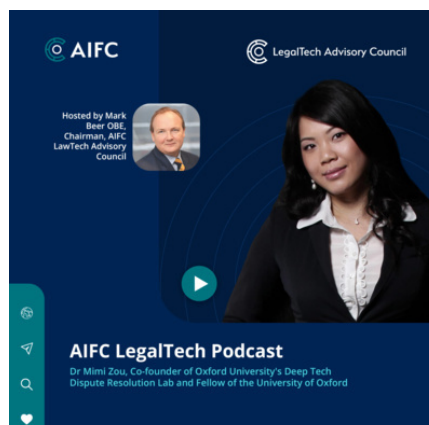 AIFC
LegalTech Advisory Council
Hosted by Mark
Beer OBE,
Chairman, AIFC
LawTech Advisory
Council
AIFC LegalTech Podcast
Dr Mimi Zou, Co-founder of Oxford University's Deep Tech
Dispute Resolution Lab and Fellow of the University of Oxford